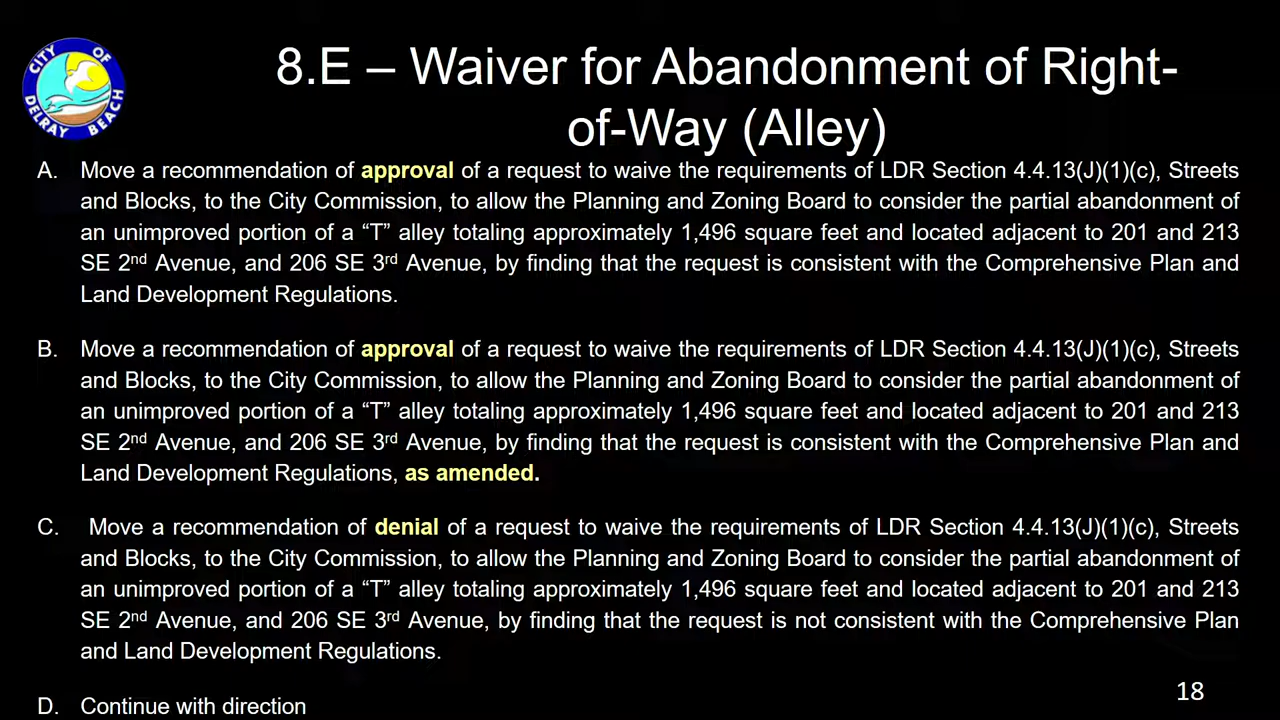 CITY OF
DELRAY BEACH
8.E – Waiver for Abandonment of Right-
of-Way (Alley)
A. Move a recommendation of approval of a request to waive the requirements of LDR Section 4.4.13(J)(1)(c), Streets
and Blocks, to the City Commission, to allow the Planning and Zoning Board to consider the partial abandonment of
an unimproved portion of a “T” alley totaling approximately 1,496 square feet and located adjacent to 201 and 213
SE 2nd Avenue, and 206 SE 3rd Avenue, by finding that the request is consistent with the Comprehensive Plan and
Land Development Regulations.
B. Move a recommendation of approval of a request to waive the requirements of LDR Section 4.4.13(J)(1)(c), Streets
and Blocks, to the City Commission, to allow the Planning and Zoning Board to consider the partial abandonment of
an unimproved portion of a “T” alley totaling approximately 1,496 square feet and located adjacent to 201 and 213
SE 2nd Avenue, and 206 SE 3rd Avenue, by finding that the request is consistent with the Comprehensive Plan and
Land Development Regulations, as amended.
C. Move a recommendation of denial of a request to waive the requirements of LDR Section 4.4.13(J)(1)(c), Streets
and Blocks, to the City Commission, to allow the Planning and Zoning Board to consider the partial abandonment of
an unimproved portion of a “T” alley totaling approximately 1,496 square feet and located adjacent to 201 and 213
SE 2nd Avenue, and 206 SE 3rd Avenue, by finding that the request is not consistent with the Comprehensive Plan
and Land Development Regulations.
D. Continue with direction
18